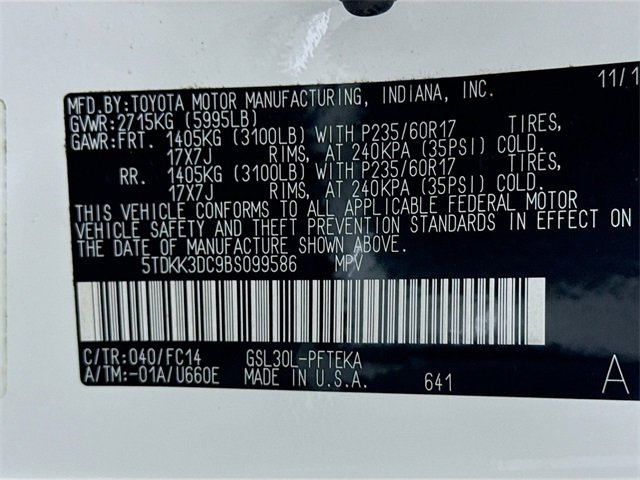 MFD.BY:TOYOTA MOTOR MANUFACTURING, INDIANA, INC. 11/1
GVWR:2715KG (5995LB)
GAWR:FRT. 1405KG (3100LB) WITH P235/60R17 TIRES,
17X7J RIMS, AT 240KPA (35PSI) COLD.
RR. 1405KG (3100LB) WITH P235/60R17 TIRES,
17X7J RIMS, AT 240KPA (35PSI) COLD.
THIS VEHICLE CONFORMS TO ALL APPLICABLE FEDERAL MOTOR
VEHICLE SAFETY AND THEFT PREVENTION STANDARDS IN EFFECT ON
THE DATE OF MANUFACTURE SHOWN ABOVE.
5TDKK3DC9BS099586 MPV
C/TR:040/FC14 GSL30L-PFTEKA
A/TM:-01A/U660E MADE IN U.S.A. 641 A